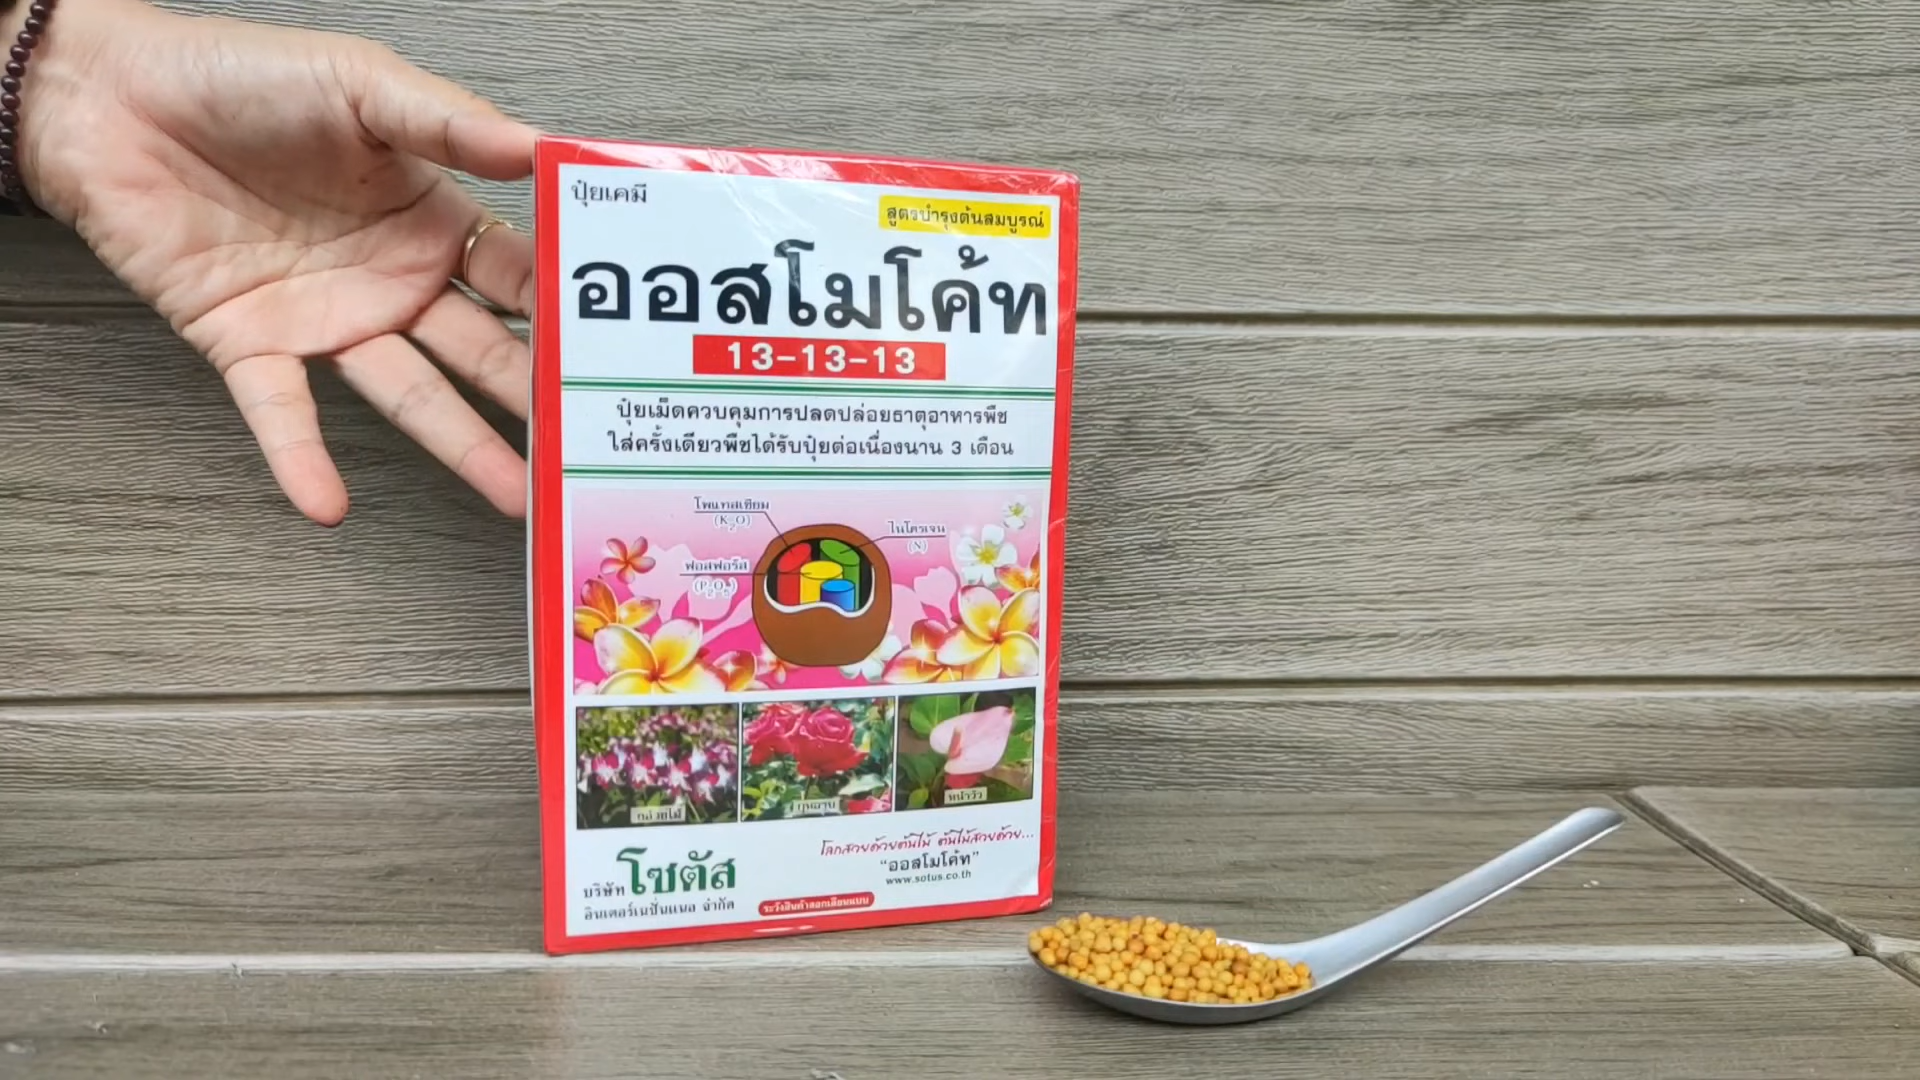 ปุ๋ยเคมี
สูตรบำรุงต้นสมบูรณ์
ออสโมโค้ท
13-13-13
ปุ๋ยเม็ดควบคุมการปลดปล่อยธาตุอาหารพืช
ใส่ครั้งเดียวพืชได้รับปุ๋ยต่อเนื่องนาน 3 เดือน
โพแทสเซียม
(K₂O)
ไนโตรเจน
(N)
ฟอสฟอรัส
(P₂O₅)
กล้วยไม้
กุหลาบ
หน้าวัว
โลกสวยด้วยต้นไม้ ต้นไม้สวยด้วย...
"ออสโมโค้ท"
www.sotus.co.th
บริษัท โซตัส
อินเตอร์เนชั่นแนล จำกัด
ระวังสินค้าลอกเลียนแบบ